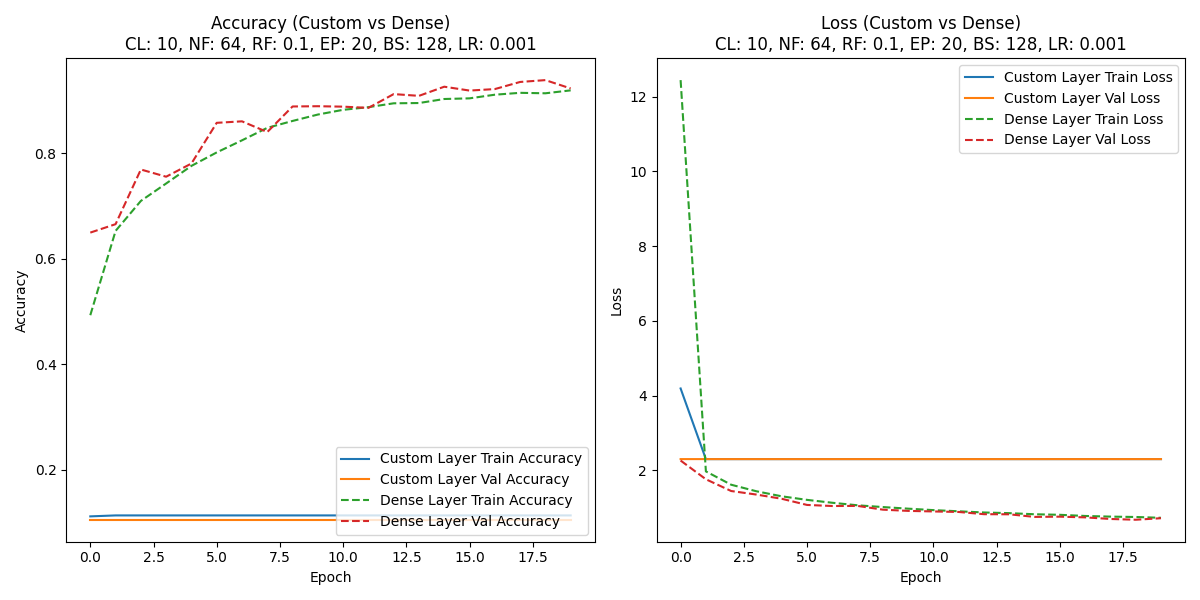 Accuracy (Custom vs Dense)
CL: 10, NF: 64, RF: 0.1, EP: 20, BS: 128, LR: 0.001
Accuracy
0.8
0.6
0.4
0.2
Custom Layer Train Accuracy
Custom Layer Val Accuracy
Dense Layer Train Accuracy
Dense Layer Val Accuracy
0.0 2.5 5.0 7.5 10.0 12.5 15.0 17.5
Epoch
Loss (Custom vs Dense)
CL: 10, NF: 64, RF: 0.1, EP: 20, BS: 128, LR: 0.001
Loss
12
10
8
6
4
2
Custom Layer Train Loss
Custom Layer Val Loss
Dense Layer Train Loss
Dense Layer Val Loss
0.0 2.5 5.0 7.5 10.0 12.5 15.0 17.5
Epoch